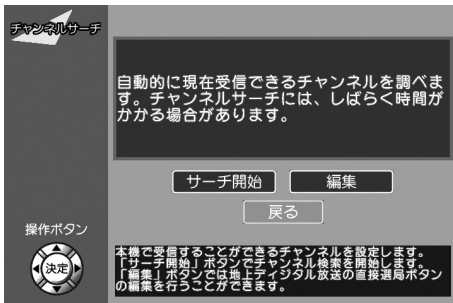 チャンネルサーチ
自動的に現在受信できるチャンネルを調べま
す。チャンネルサーチには、しばらく時間が
かかる場合があります。
サーチ開始 編集
戻る
操作ボタン
決定
本機で受信することができるチャンネルを設定します。
「サーチ開始」ボタンでチャンネル検索を開始します。
「編集」ボタンでは地上ディジタル放送の直接選局ボタン
の編集を行うことができます。